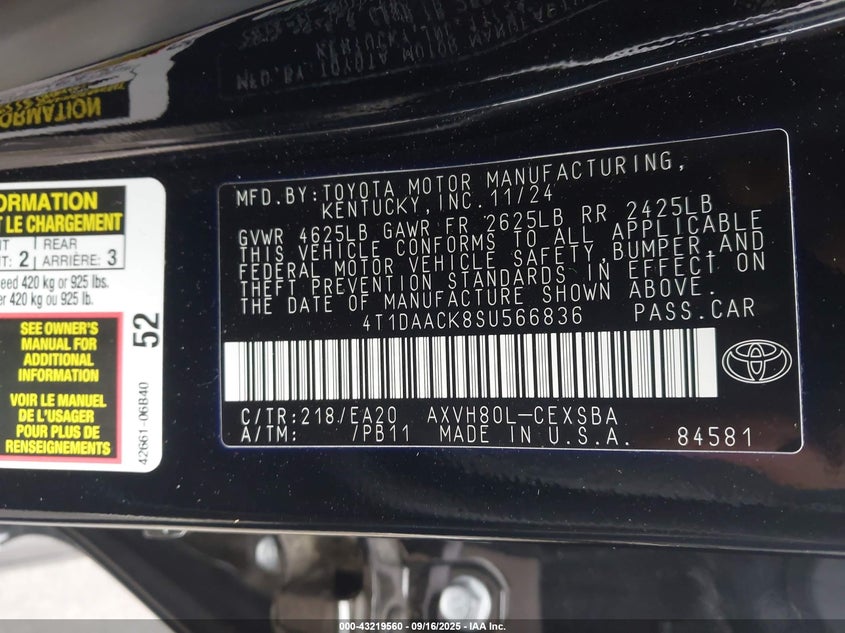 MFD.BY:TOYOTA MOTOR MANUFACTURING,
KENTUCKY,INC.11/24
GVWR 4625LB GAWR FR 2625LB RR 2425LB
THIS VEHICLE CONFORMS TO ALL APPLICABLE
FEDERAL MOTOR VEHICLE SAFETY,BUMPER,AND
THEFT PREVENTION STANDARDS IN EFFECT ON
THE DATE OF MANUFACTURE SHOWN ABOVE.
4T1DAACK8SU566836 PASS.CAR
C/TR:218/EA20 AXVH80L-CEXSBA
A/TM: /PB11 MADE IN U.S.A. 84581
ORMATION
LE CHARGEMENT
: 2 REAR
ARRIÈRE: 3
eed 420 kg or 925 lbs.
er 420 kg ou 925 lb.
SEE OWNER'S
MANUAL FOR
ADDITIONAL
INFORMATION
VOIR LE MANUEL
DE L'USAGER
POUR PLUS DE
RENSEIGNEMENTS
52
42661-06B40
000-43219560 - 09/16/2025 - IAA Inc.